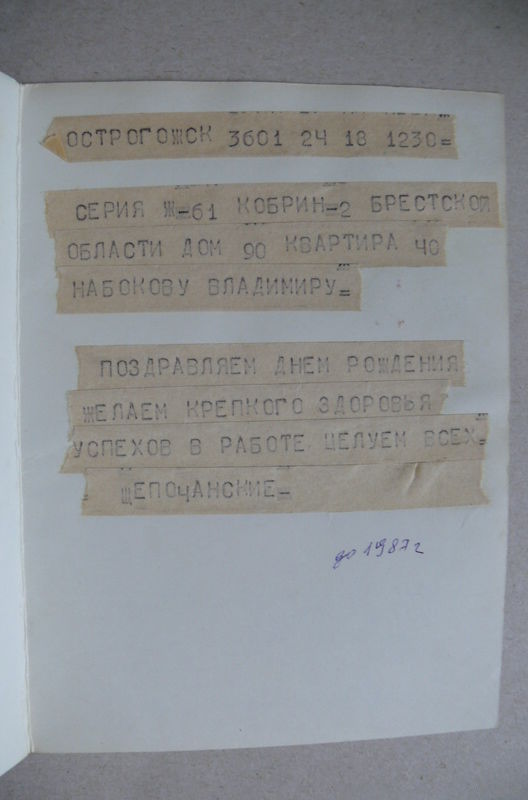 ОСТРОГОЖСК 3601 24 18 1230=
СЕРИЯ Ж=61 КОБРИН=2 БРЕСТСКОЙ
ОБЛАСТИ ДОМ 90 КВАРТИРА 40
НАБОКОВУ ВЛАДИМИРУ=
ПОЗДРАВЛЯЕМ ДНЕМ РОЖДЕНИЯ
ЖЕЛАЕМ КРЕПКОГО ЗДОРОВЬЯ
УСПЕХОВ В РАБОТЕ ЦЕЛУЕМ ВСЕХ=
ЩЕПОЧАНСКИЕ=
до 1987г